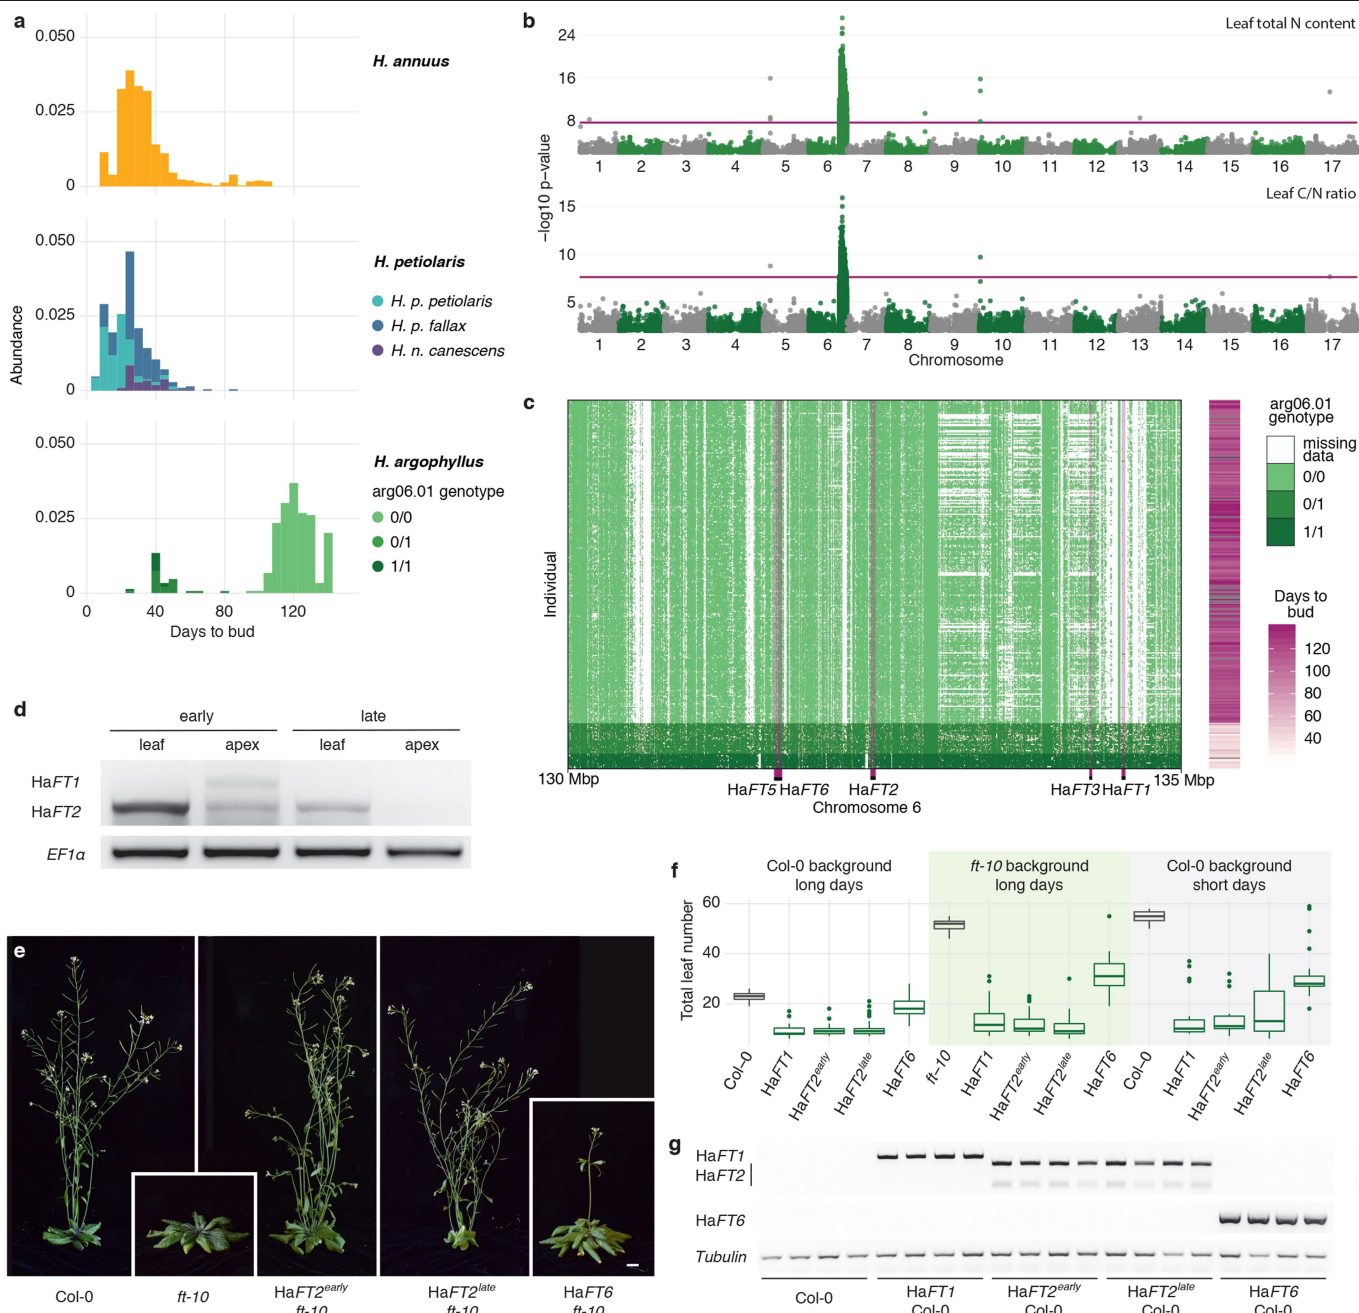 a
0.050
0.025
0
H. annuus
0.050
0.025
0
H. petiolaris
H. p. petiolaris
H. p. fallax
H. n. canescens
Abundance
0.050
0.025
0
H. argophyllus
arg06.01 genotype
0/0
0/1
1/1
0 40 80 120
Days to bud
b
Leaf total N content
24
16
8
1 2 3 4 5 6 7 8 9 10 11 12 13 14 15 16 17
−log10 p-value
Leaf C/N ratio
15
10
5
1 2 3 4 5 6 7 8 9 10 11 12 13 14 15 16 17
Chromosome
c
Individual
130 Mbp
135 Mbp
HaFT5 HaFT6 HaFT2 HaFT3 HaFT1
Chromosome 6
arg06.01
genotype
missing
data
0/0
0/1
1/1
Days to
bud
120
100
80
60
40
d
early late
leaf apex leaf apex
HaFT1
HaFT2
EF1α
e
Col-0
ft-10
HaFT2early
ft-10
HaFT2late
ft-10
HaFT6
ft-10
f
Col-0 background
long days
ft-10 background
long days
Col-0 background
short days
Total leaf number
60
40
20
Col-0 HaFT1 HaFT2early HaFT2late HaFT6 ft-10 HaFT1 HaFT2early HaFT2late HaFT6 Col-0 HaFT1 HaFT2early HaFT2late HaFT6
g
HaFT1
HaFT2
HaFT6
Tubulin
Col-0
HaFT1
Col-0
HaFT2early
Col-0
HaFT2late
Col-0
HaFT6
Col-0